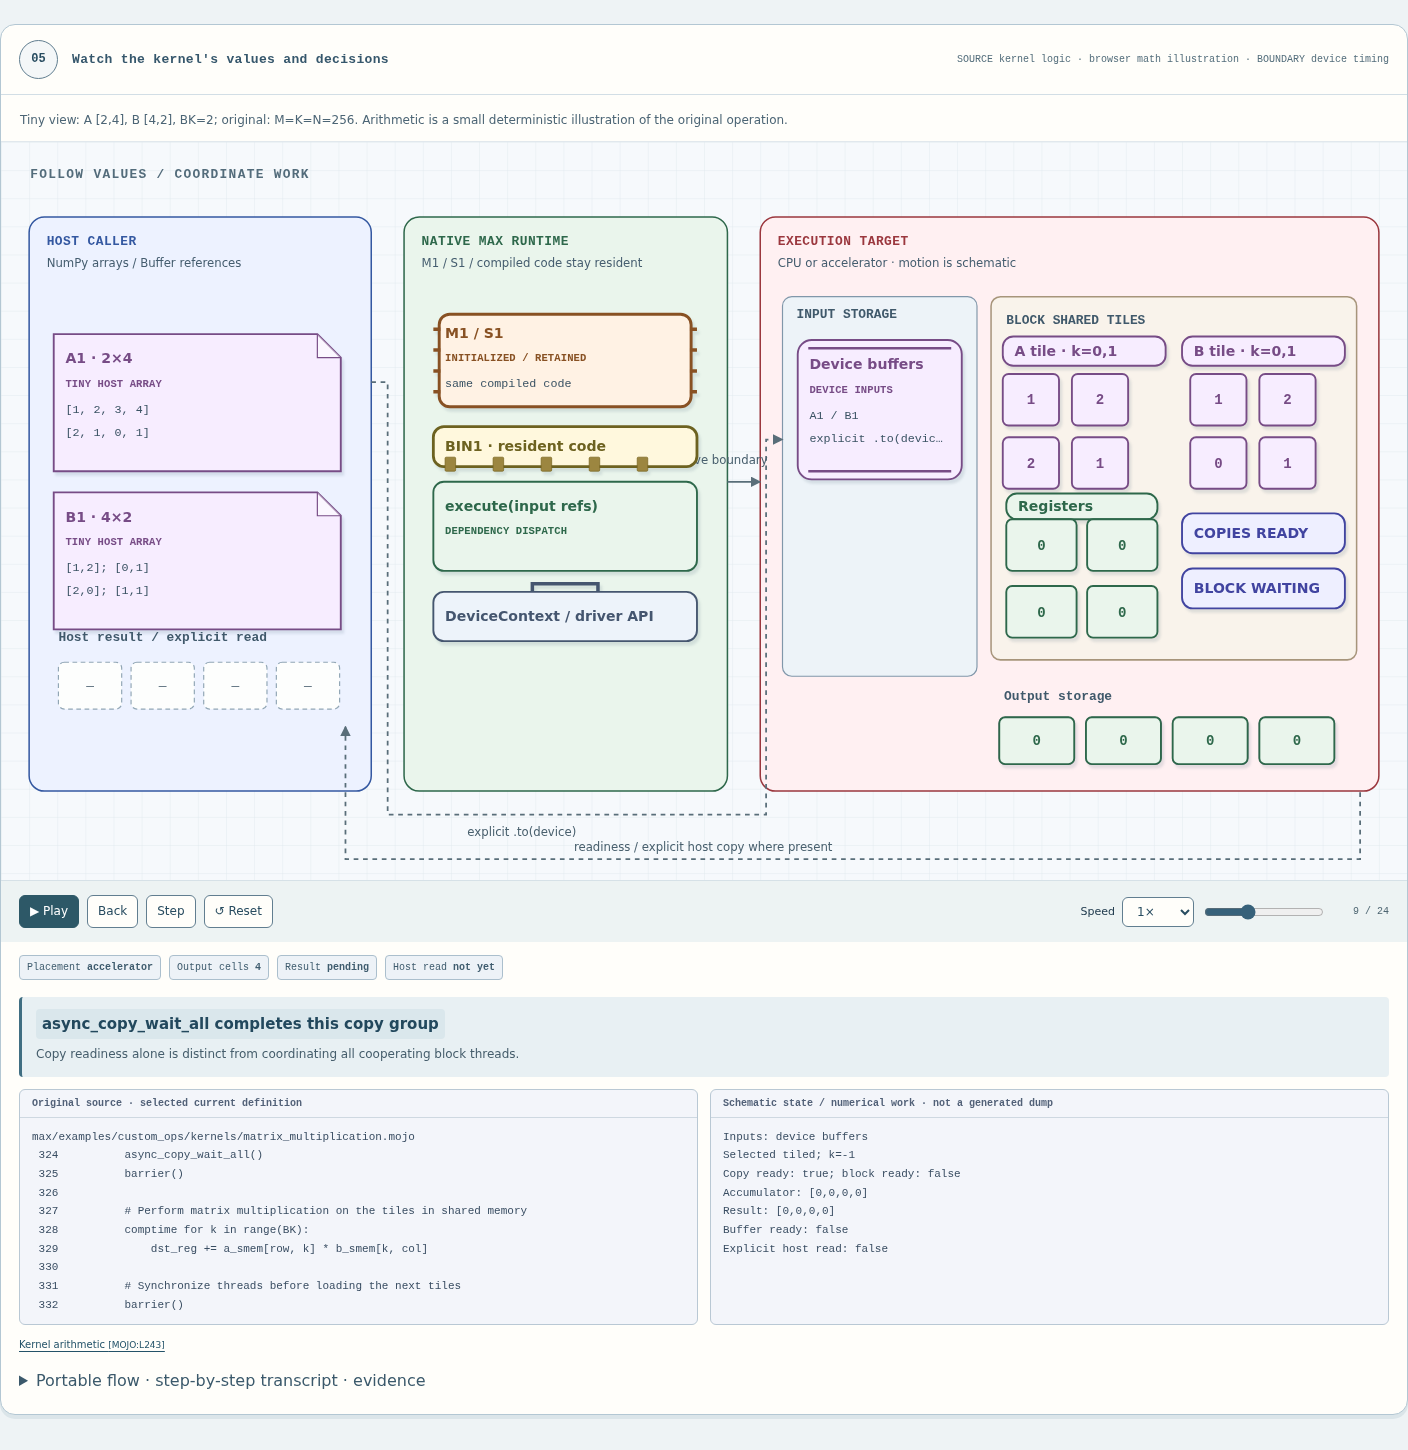 05
Watch the kernel's values and decisions
SOURCE kernel logic · browser math illustration · BOUNDARY device timing
Tiny view: A [2,4], B [4,2], BK=2; original: M=K=N=256. Arithmetic is a small deterministic illustration of the original operation.
FOLLOW VALUES / COORDINATE WORK
HOST CALLER
NumPy arrays / Buffer references
A1 · 2×4
TINY HOST ARRAY
[1, 2, 3, 4]
[2, 1, 0, 1]
B1 · 4×2
TINY HOST ARRAY
[1,2]; [0,1]
[2,0]; [1,1]
Host result / explicit read
— — — —
NATIVE MAX RUNTIME
M1 / S1 / compiled code stay resident
M1 / S1
INITIALIZED / RETAINED
same compiled code
BIN1 · resident code
execute(input refs)
DEPENDENCY DISPATCH
DeviceContext / driver API
boundary
EXECUTION TARGET
CPU or accelerator · motion is schematic
INPUT STORAGE
Device buffers
DEVICE INPUTS
A1 / B1
explicit .to(devic…
BLOCK SHARED TILES
A tile · k=0,1
B tile · k=0,1
1 2 1 2
2 1 0 1
Registers
0 0
0 0
COPIES READY
BLOCK WAITING
Output storage
0 0 0 0
explicit .to(device)
readiness / explicit host copy where present
▶ Play
Back
Step
↺ Reset
Speed
1×
9 / 24
Placement accelerator
Output cells 4
Result pending
Host read not yet
async_copy_wait_all completes this copy group
Copy readiness alone is distinct from coordinating all cooperating block threads.
Original source · selected current definition
max/examples/custom_ops/kernels/matrix_multiplication.mojo
324 async_copy_wait_all()
325 barrier()
326
327 # Perform matrix multiplication on the tiles in shared memory
328 comptime for k in range(BK):
329 dst_reg += a_smem[row, k] * b_smem[k, col]
330
331 # Synchronize threads before loading the next tiles
332 barrier()
Schematic state / numerical work · not a generated dump
Inputs: device buffers
Selected tiled; k=-1
Copy ready: true; block ready: false
Accumulator: [0,0,0,0]
Result: [0,0,0,0]
Buffer ready: false
Explicit host read: false
Kernel arithmetic [MOJO:L243]
▶ Portable flow · step-by-step transcript · evidence